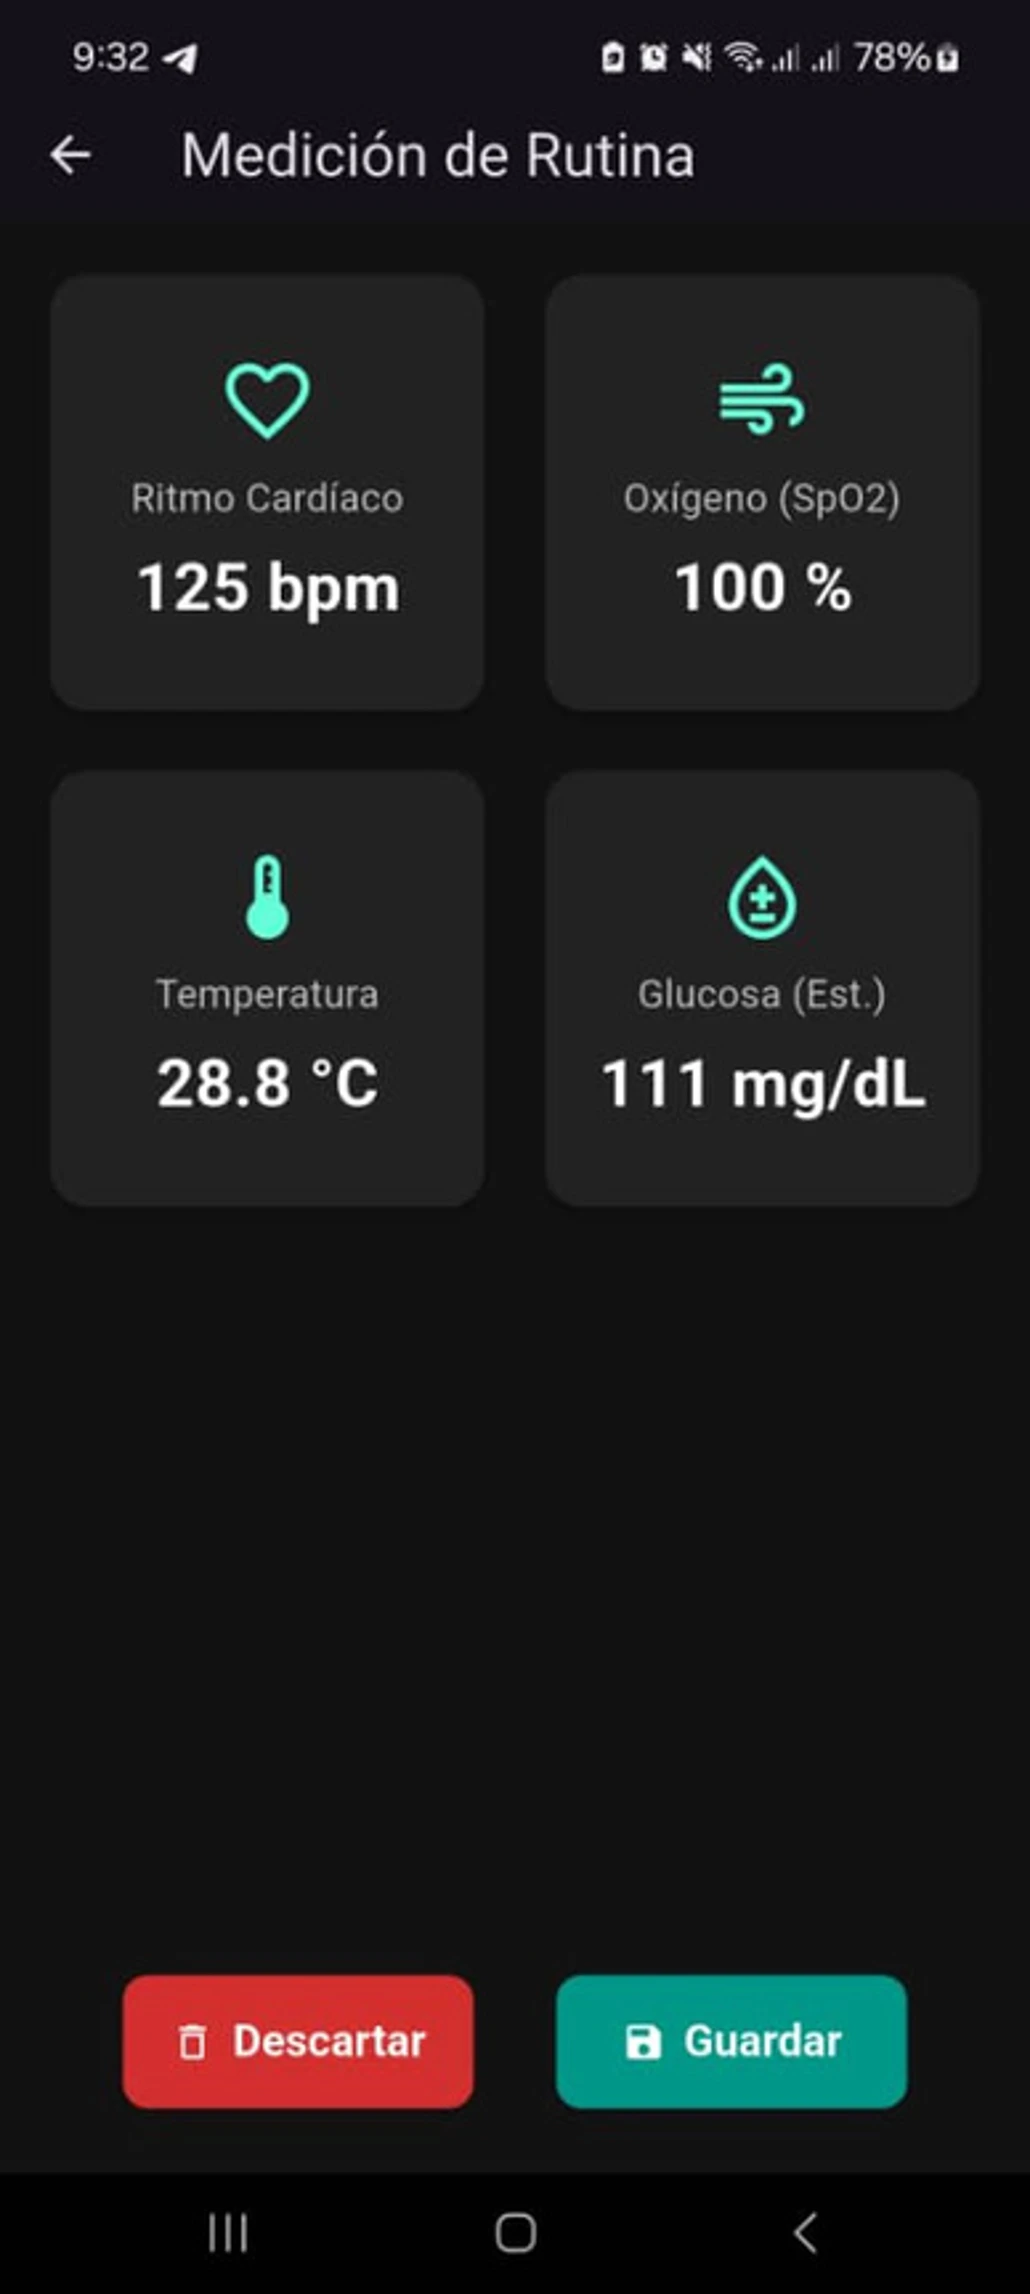 9:32 78%
Medición de Rutina
Ritmo Cardíaco
125 bpm
Oxígeno (SpO2)
100 %
Temperatura
28.8 °C
Glucosa (Est.)
111 mg/dL
Descartar
Guardar